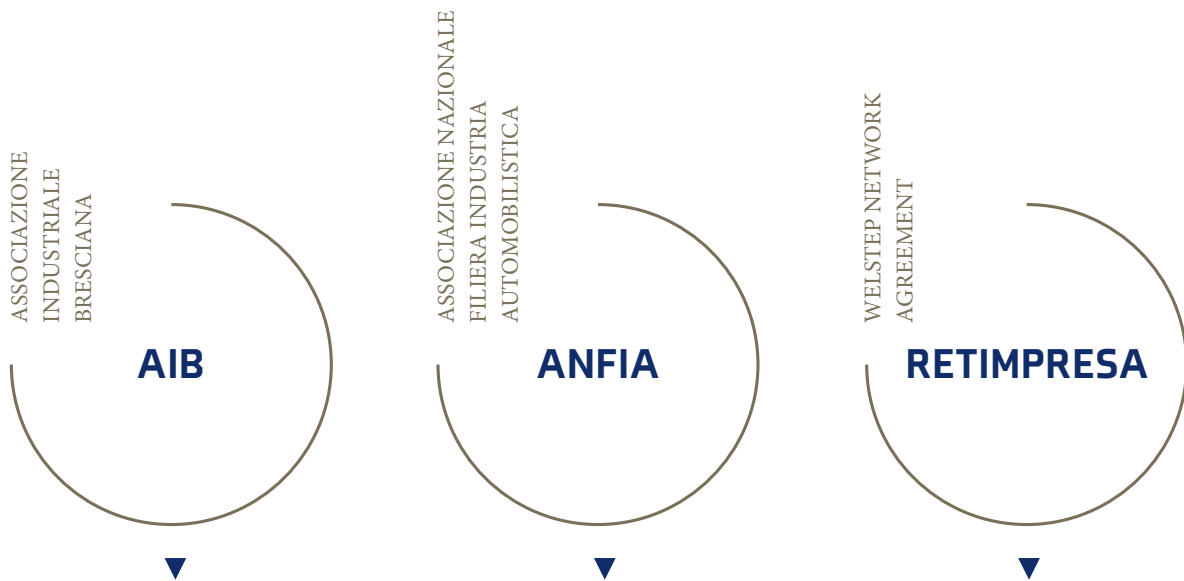 ASSOCIAZIONE
INDUSTRIALE
BRESCIANA
AIB
ASSOCIAZIONE NAZIONALE
FILIERA INDUSTRIA
AUTOMOBILISTICA
ANFIA
WELSTEP NETWORK
AGREEMENT
RETIMPRESA